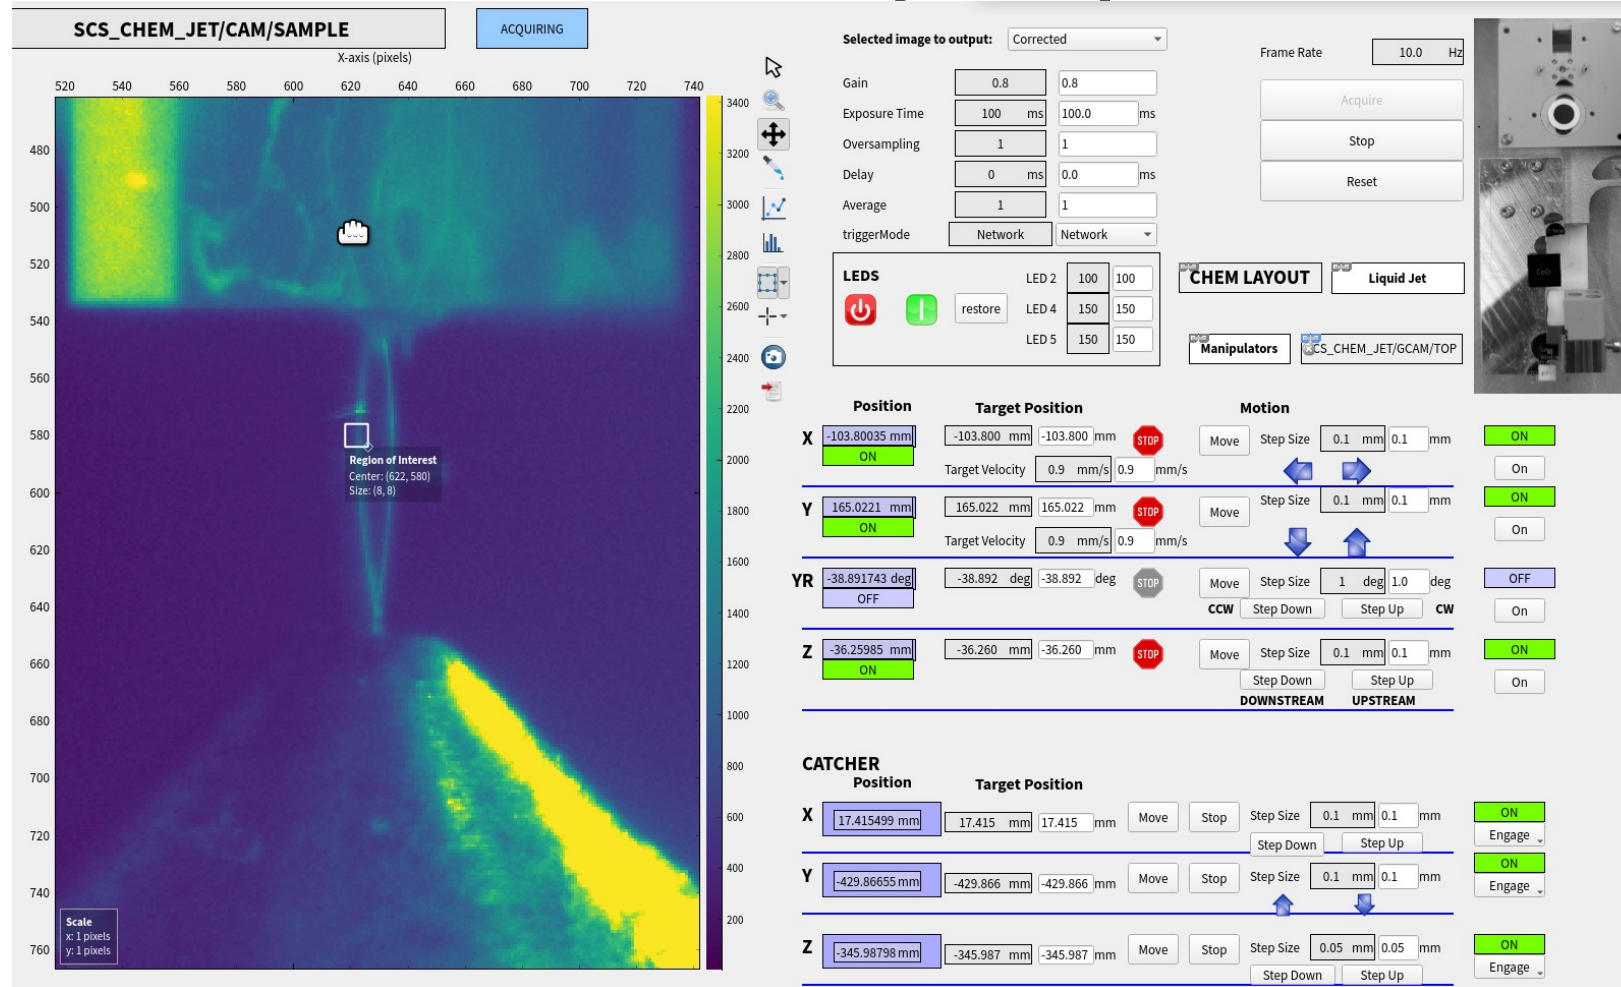 SCS_CHEM_JET/CAM/SAMPLE
ACQUIRING
X-axis (pixels)
520 540 560 580 600 620 640 660 680 700 720 740
480
500
520
540
560
580
600
620
640
660
680
700
720
740
760
Region of Interest
Center: (622, 580)
Size: (8, 8)
Scale
x: 1 pixels
y: 1 pixels
3400
3200
3000
2800
2600
2400
2200
2000
1800
1600
1400
1200
1000
800
600
400
200
Selected image to output: Corrected
Gain 0.8 0.8
Exposure Time 100 ms 100.0 ms
Oversampling 1 1
Delay 0 ms 0.0 ms
Average 1 1
triggerMode Network Network
Frame Rate 10.0 Hz
Acquire
Stop
Reset
LEDS
restore
LED 2 100 100
LED 4 150 150
LED 5 150 150
CHEM LAYOUT
Liquid Jet
Manipulators
CS_CHEM_JET/GCAM/TOP
Position Target Position Motion
X -103.80035 mm -103.800 mm -103.800 mm STOP Move Step Size 0.1 mm 0.1 mm ON
ON Target Velocity 0.9 mm/s 0.9 mm/s On
Y 165.0221 mm 165.022 mm 165.022 mm STOP Move Step Size 0.1 mm 0.1 mm ON
ON Target Velocity 0.9 mm/s 0.9 mm/s On
YR -38.891743 deg -38.892 deg -38.892 deg STOP Move Step Size 1 deg 1.0 deg OFF
OFF CCW Step Down Step Up CW On
Z -36.25985 mm -36.260 mm -36.260 mm STOP Move Step Size 0.1 mm 0.1 mm ON
ON Step Down Step Up On
DOWNSTREAM UPSTREAM
CATCHER
Position Target Position
X 17.415499 mm 17.415 mm 17.415 mm Move Stop Step Size 0.1 mm 0.1 mm ON
Step Down Step Up Engage
Y -429.86655 mm -429.866 mm -429.866 mm Move Stop Step Size 0.1 mm 0.1 mm ON
Engage
Z -345.98798 mm -345.987 mm -345.987 mm Move Stop Step Size 0.05 mm 0.05 mm ON
Step Down Step Up Engage